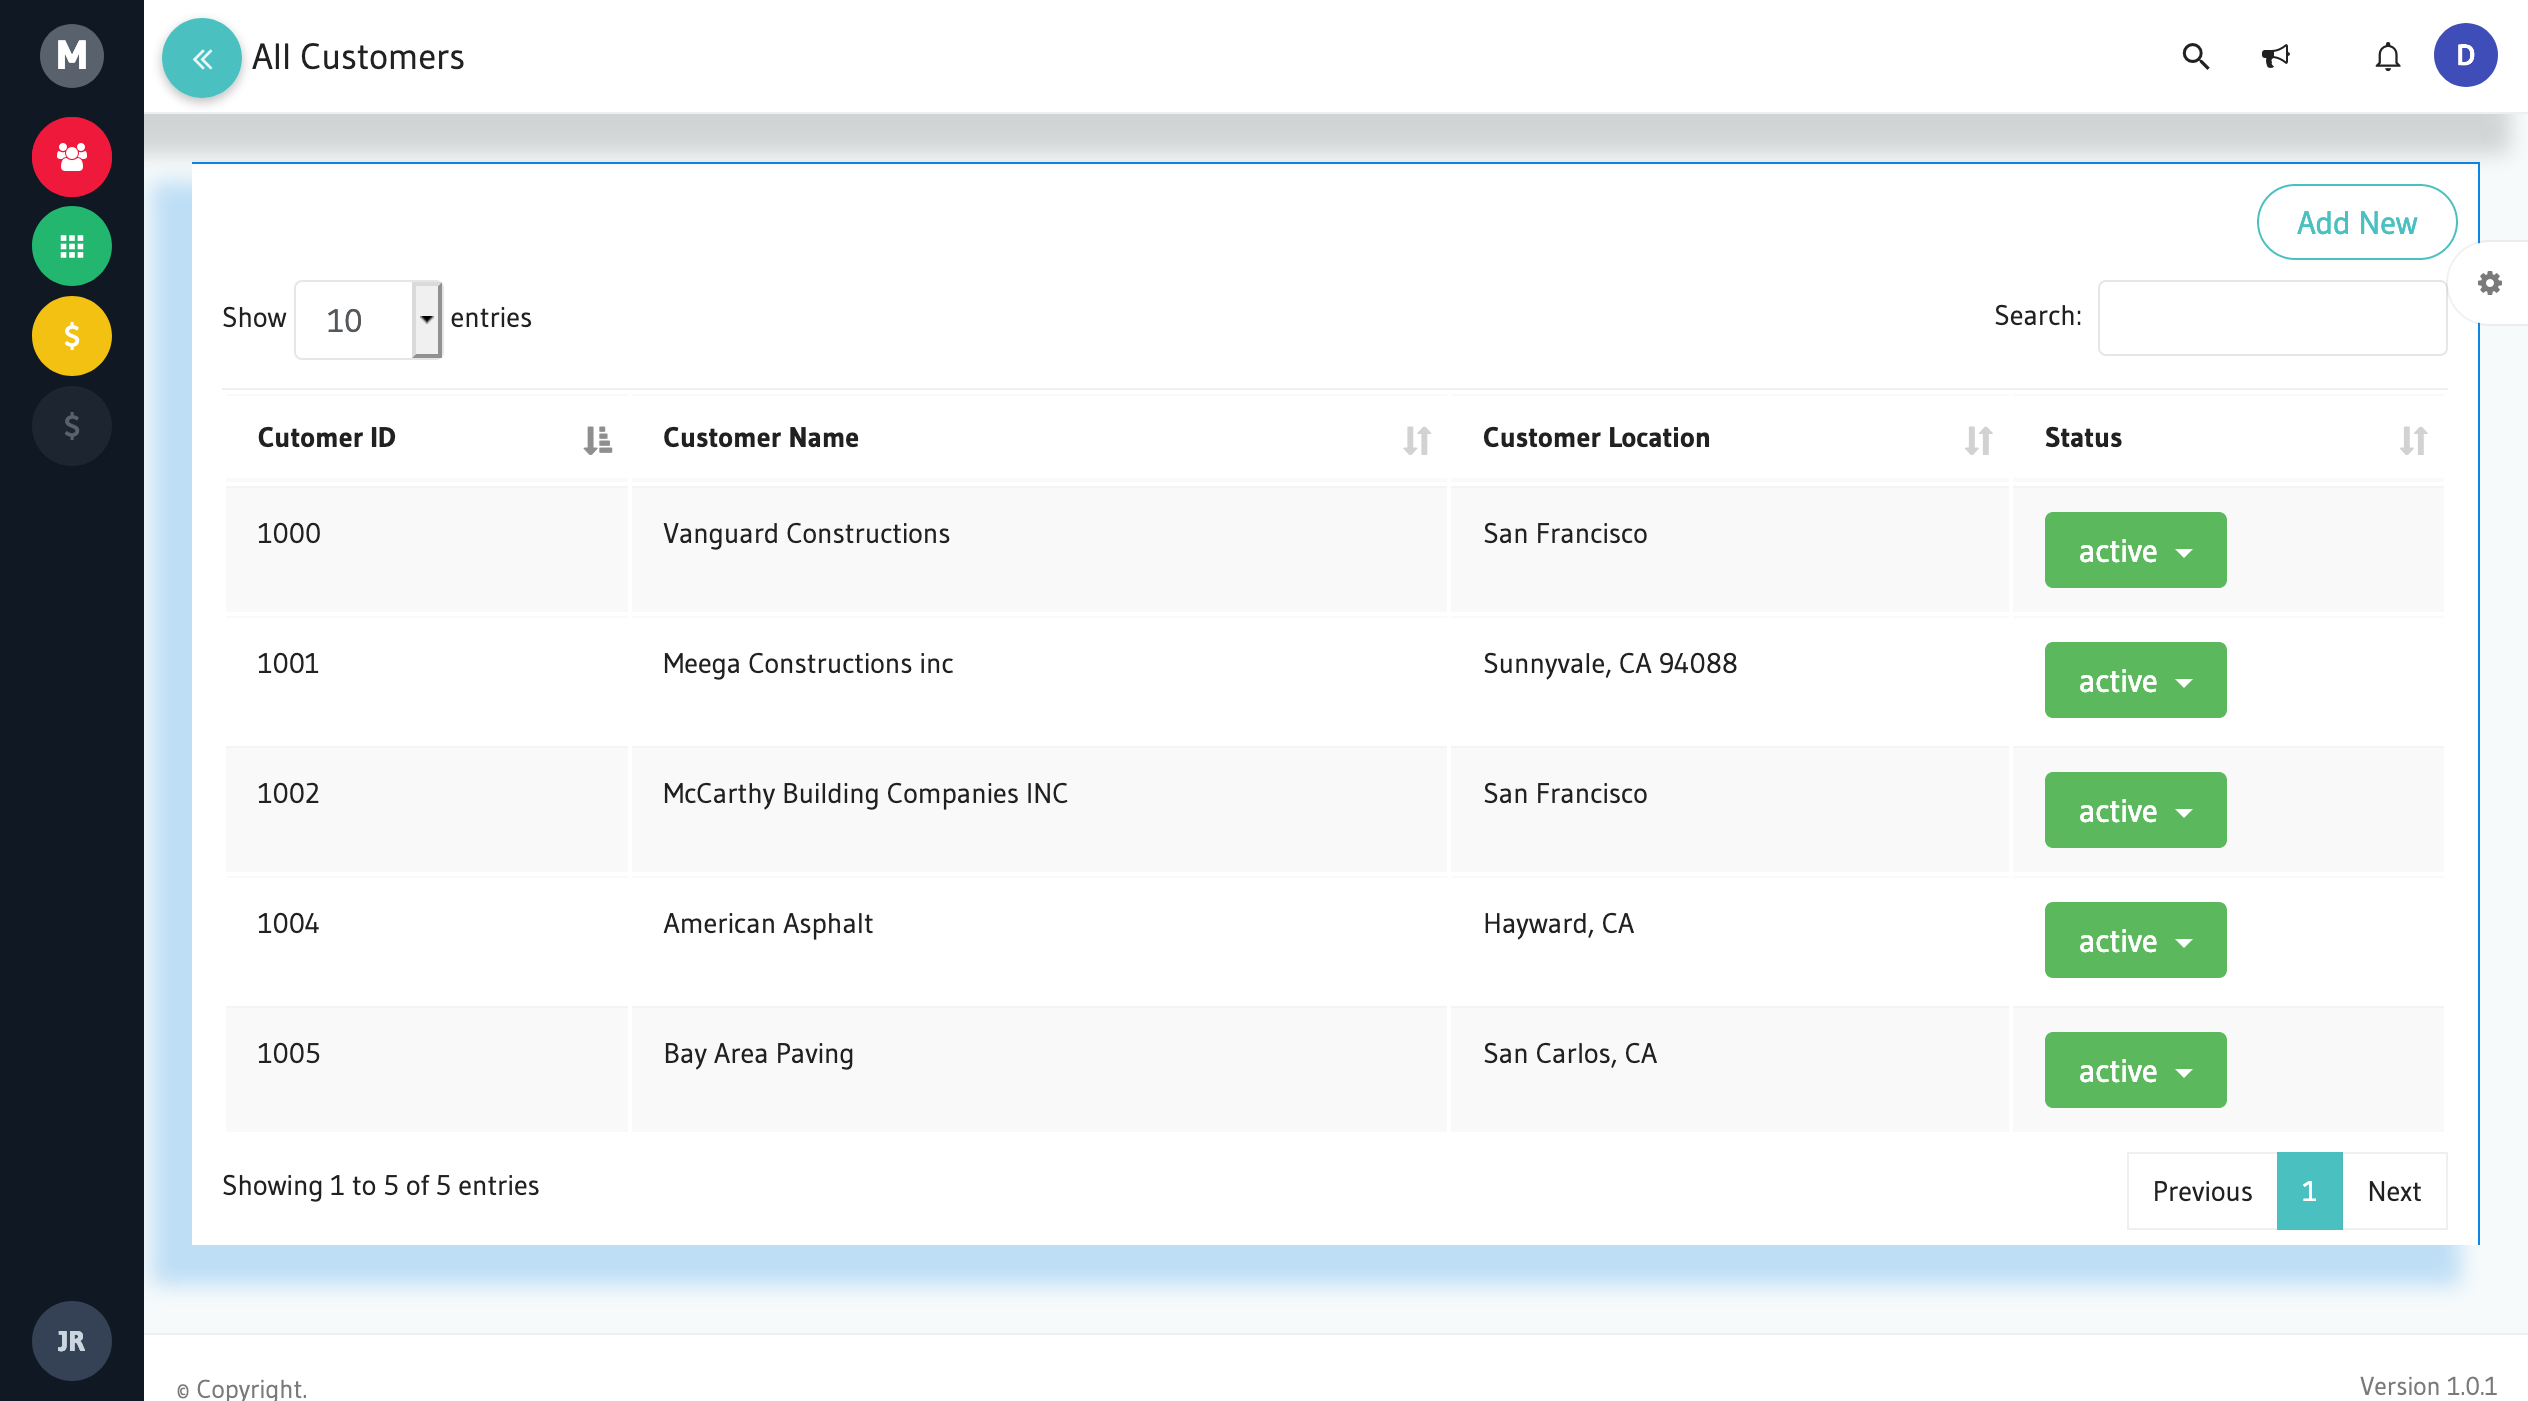 M
All Customers
D
Add New
Show 10 entries
Search:
Cutomer ID Customer Name Customer Location Status
1000 Vanguard Constructions San Francisco active
1001 Meega Constructions inc Sunnyvale, CA 94088 active
1002 McCarthy Building Companies INC San Francisco active
1004 American Asphalt Hayward, CA active
1005 Bay Area Paving San Carlos, CA active
Showing 1 to 5 of 5 entries
Previous 1 Next
JR
© Copyright.
Version 1.0.1